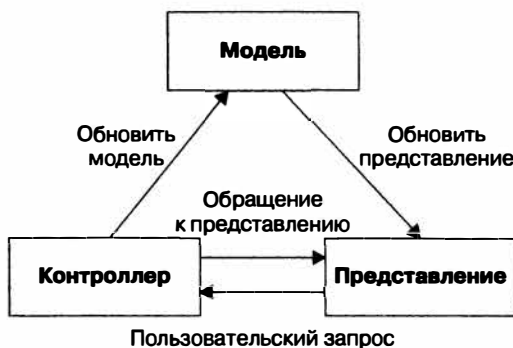 Модель
Обновить
модель
Обновить
представление
Обращение
к представлению
Контроллер
Представление
Пользовательский запрос